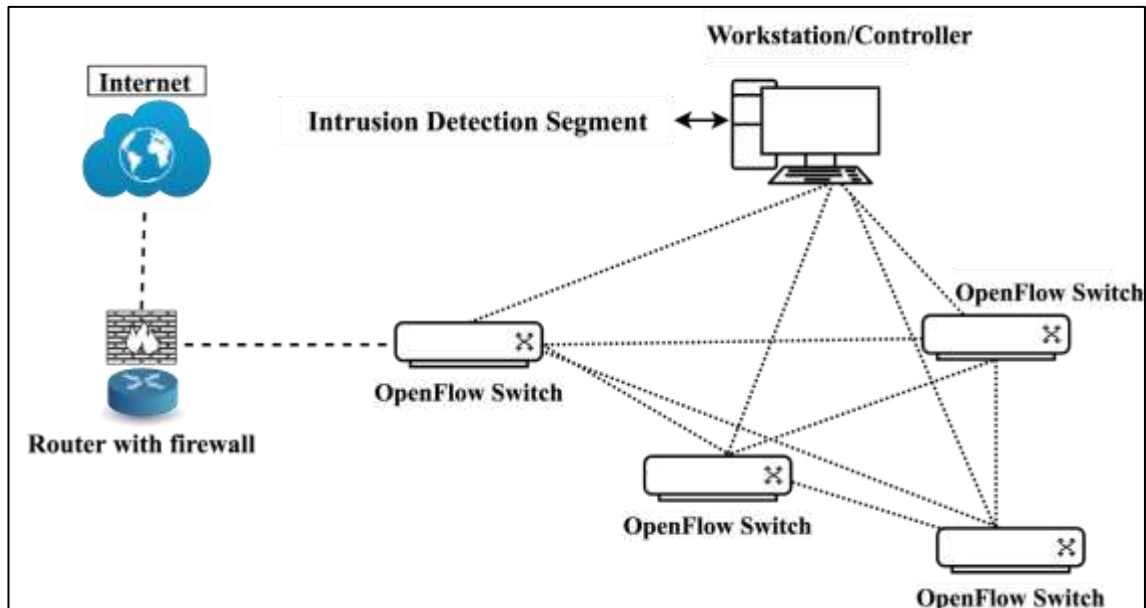 Workstation/Controller
Internet
Intrusion Detection Segment
OpenFlow Switch
OpenFlow Switch
Router with firewall
OpenFlow Switch
OpenFlow Switch